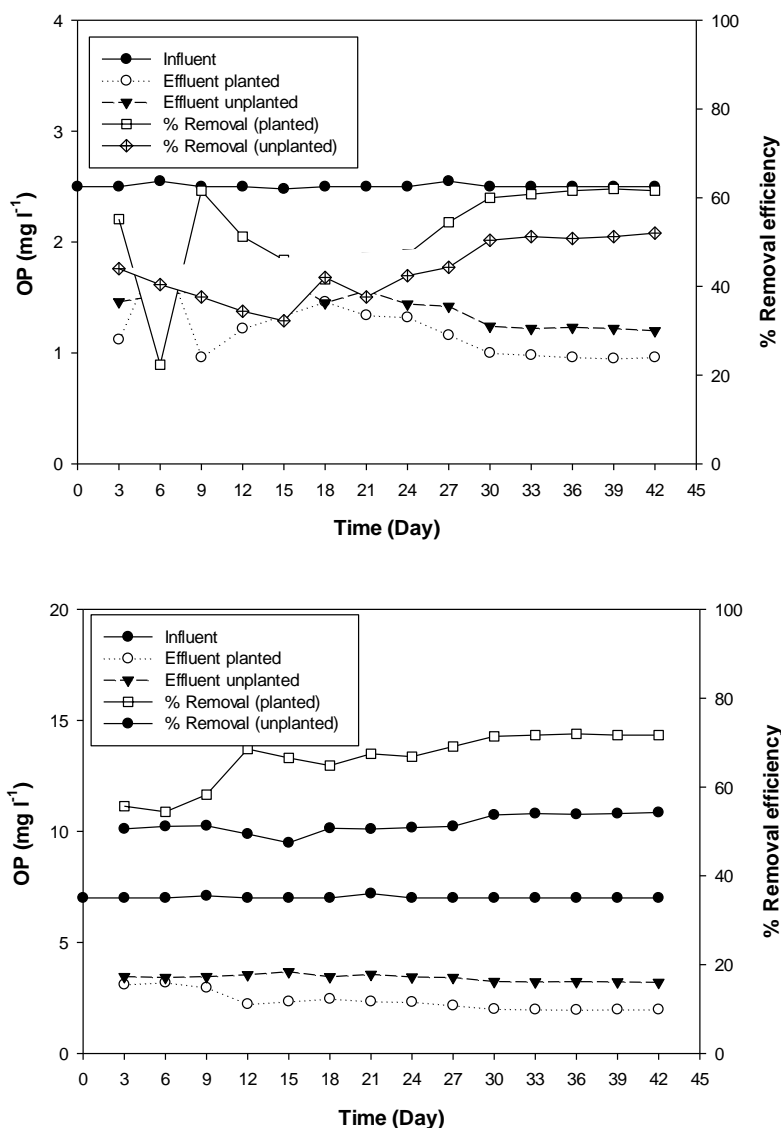 4
3
2
1
0
OP (mg l-1)
Influent
Effluent planted
Effluent unplanted
% Removal (planted)
% Removal (unplanted)
100
80
60
40
20
0
% Removal efficiency
0 3 6 9 12 15 18 21 24 27 30 33 36 39 42 45
Time (Day)
20
15
10
5
0
OP (mg l-1)
Influent
Effluent planted
Effluent unplanted
% Removal (planted)
% Removal (unplanted)
100
80
60
40
20
0
% Removal efficiency
0 3 6 9 12 15 18 21 24 27 30 33 36 39 42 45
Time (Day)